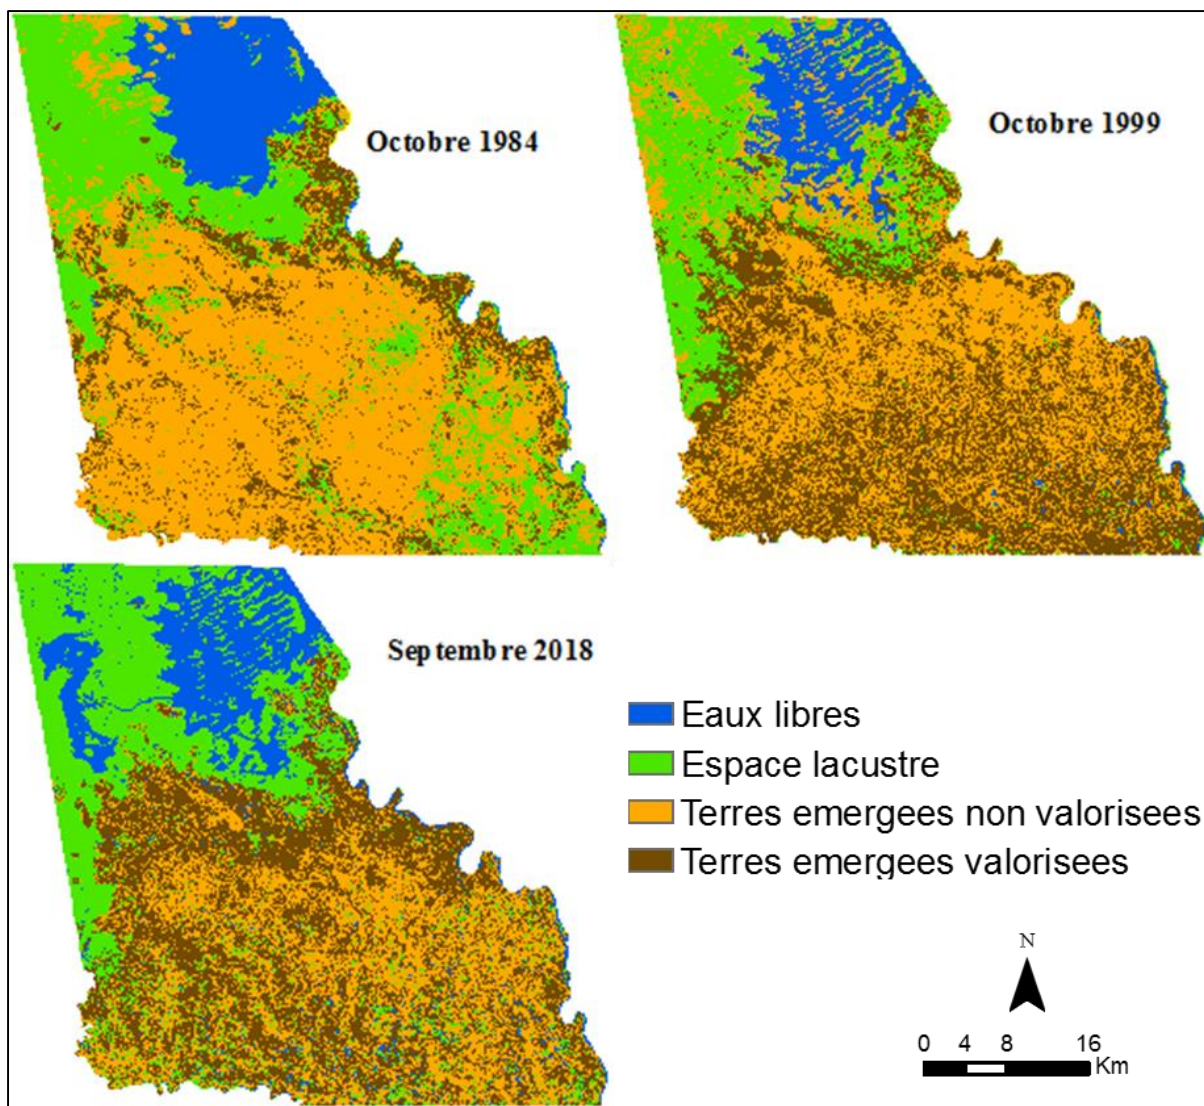 Octobre 1984
Octobre 1999
Septembre 2018
Eaux libres
Espace lacustre
Terres emergees non valorisees
Terres emergees valorisees
N
0 4 8 16
Km